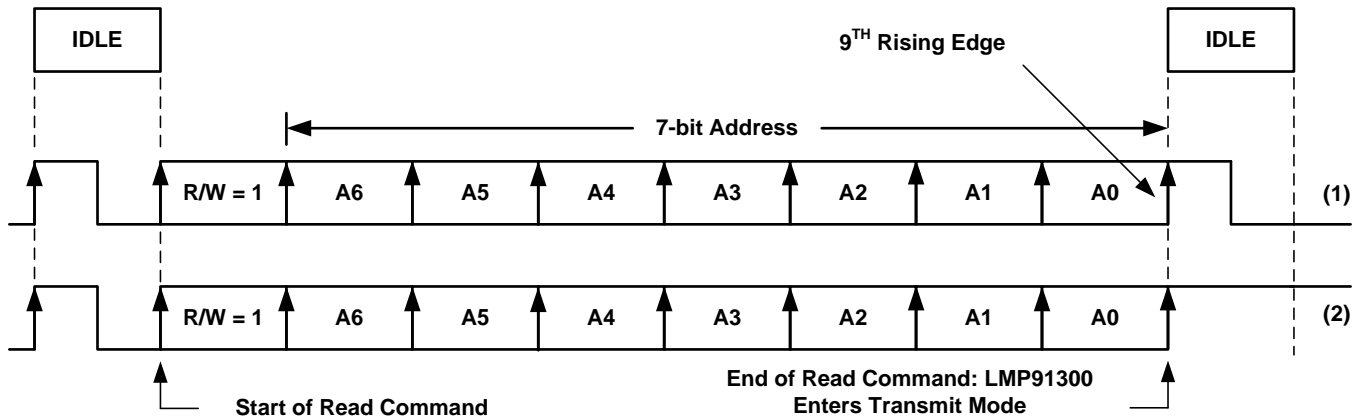 IDLE
9TH Rising Edge
IDLE
7-bit Address
R/W = 1 A6 A5 A4 A3 A2 A1 A0 (1)
R/W = 1 A6 A5 A4 A3 A2 A1 A0 (2)
Start of Read Command
End of Read Command: LMP91300
Enters Transmit Mode